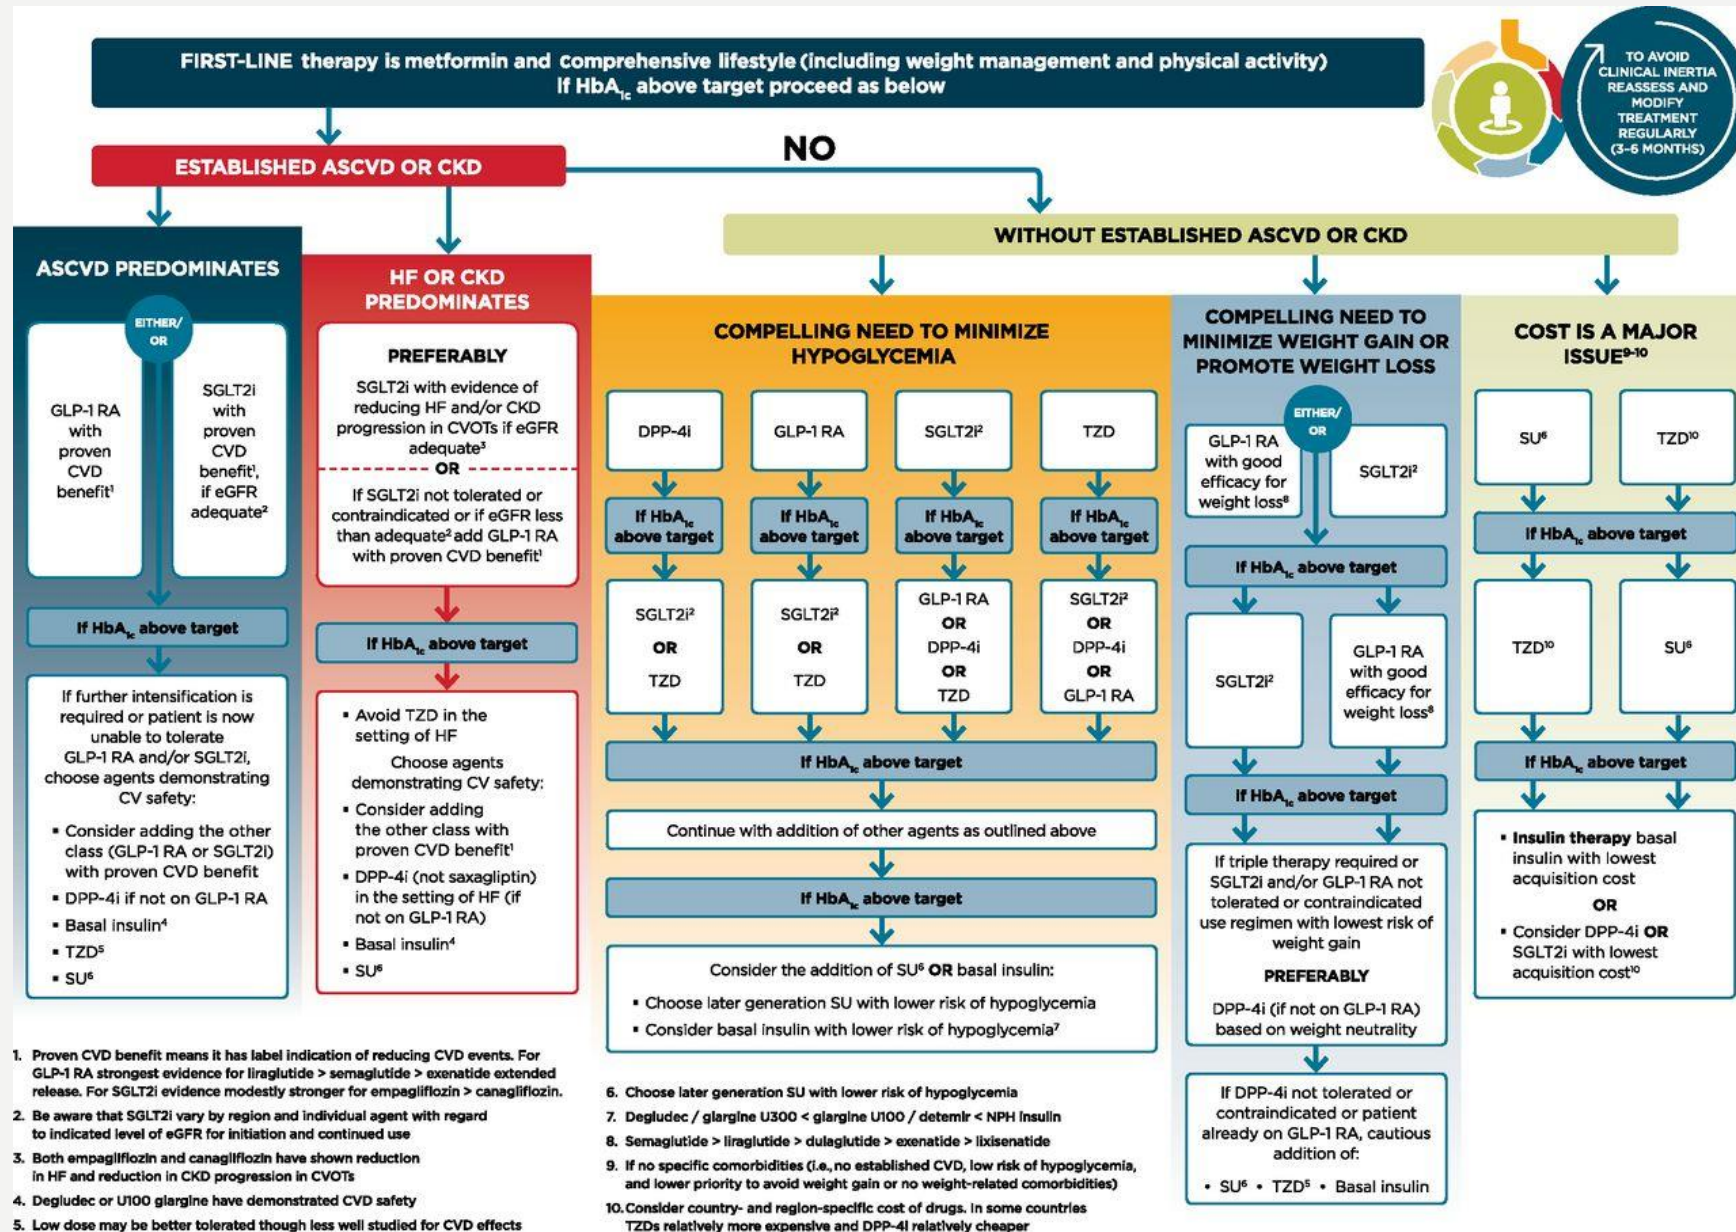 FIRST-LINE therapy is metformin and comprehensive lifestyle (including weight management and physical activity)
If HbA1c above target proceed as below
TO AVOID
CLINICAL INERTIA
REASSESS AND
MODIFY
TREATMENT
REGULARLY
(3–6 MONTHS)
ESTABLISHED ASCVD OR CKD
NO
WITHOUT ESTABLISHED ASCVD OR CKD
ASCVD PREDOMINATES
EITHER/
OR
GLP-1 RA
with
proven
CVD
benefit¹
SGLT2i
with
proven
CVD
benefit¹,
if eGFR
adequate²
If HbA1c above target
If further intensification is
required or patient is now
unable to tolerate
GLP-1 RA and/or SGLT2i,
choose agents demonstrating
CV safety:
▪ Consider adding the other
class (GLP-1 RA or SGLT2i)
with proven CVD benefit
▪ DPP-4i if not on GLP-1 RA
▪ Basal insulin⁴
▪ TZD⁵
▪ SU⁶
HF OR CKD
PREDOMINATES
PREFERABLY
SGLT2i with evidence of
reducing HF and/or CKD
progression in CVOTs if eGFR
adequate³
OR
If SGLT2i not tolerated or
contraindicated or if eGFR less
than adequate² add GLP-1 RA
with proven CVD benefit¹
If HbA1c above target
▪ Avoid TZD in the
setting of HF
Choose agents
demonstrating CV safety:
▪ Consider adding
the other class with
proven CVD benefit¹
▪ DPP-4i (not saxagliptin)
in the setting of HF (if
not on GLP-1 RA)
▪ Basal insulin⁴
▪ SU⁶
COMPELLING NEED TO MINIMIZE
HYPOGLYCEMIA
DPP-4i
If HbA1c
above target
SGLT2i²
OR
TZD
GLP-1 RA
If HbA1c
above target
SGLT2i²
OR
TZD
SGLT2i²
If HbA1c
above target
GLP-1 RA
OR
DPP-4i
OR
TZD
TZD
If HbA1c
above target
SGLT2i²
OR
DPP-4i
OR
GLP-1 RA
If HbA1c above target
Continue with addition of other agents as outlined above
If HbA1c above target
Consider the addition of SU⁶ OR basal insulin:
▪ Choose later generation SU with lower risk of hypoglycemia
▪ Consider basal insulin with lower risk of hypoglycemia⁷
COMPELLING NEED TO
MINIMIZE WEIGHT GAIN OR
PROMOTE WEIGHT LOSS
EITHER/
OR
GLP-1 RA
with good
efficacy for
weight loss⁸
SGLT2i²
If HbA1c above target
SGLT2i²
GLP-1 RA
with good
efficacy for
weight loss⁸
If HbA1c above target
If triple therapy required or
SGLT2i and/or GLP-1 RA not
tolerated or contraindicated
use regimen with lowest risk of
weight gain
PREFERABLY
DPP-4i (if not on GLP-1 RA)
based on weight neutrality
If DPP-4i not tolerated or
contraindicated or patient
already on GLP-1 RA, cautious
addition of:
• SU⁶ • TZD⁵ • Basal insulin
COST IS A MAJOR
ISSUE⁹⁻¹⁰
SU⁶
TZD¹⁰
If HbA1c above target
TZD¹⁰
SU⁶
If HbA1c above target
▪ Insulin therapy basal
insulin with lowest
acquisition cost
OR
▪ Consider DPP-4i OR
SGLT2i with lowest
acquisition cost¹⁰
1. Proven CVD benefit means it has label indication of reducing CVD events. For
GLP-1 RA strongest evidence for liraglutide > semaglutide > exenatide extended
release. For SGLT2i evidence modestly stronger for empagliflozin > canagliflozin.
2. Be aware that SGLT2i vary by region and individual agent with regard
to indicated level of eGFR for initiation and continued use
3. Both empagliflozin and canagliflozin have shown reduction
in HF and reduction in CKD progression in CVOTs
4. Degludec or U100 glargine have demonstrated CVD safety
5. Low dose may be better tolerated though less well studied for CVD effects
6. Choose later generation SU with lower risk of hypoglycemia
7. Degludec / glargine U300 < glargine U100 / detemir < NPH insulin
8. Semaglutide > liraglutide > dulaglutide > exenatide > lixisenatide
9. If no specific comorbidities (i.e., no established CVD, low risk of hypoglycemia,
and lower priority to avoid weight gain or no weight-related comorbidities)
10. Consider country- and region-specific cost of drugs. In some countries
TZDs relatively more expensive and DPP-4i relatively cheaper